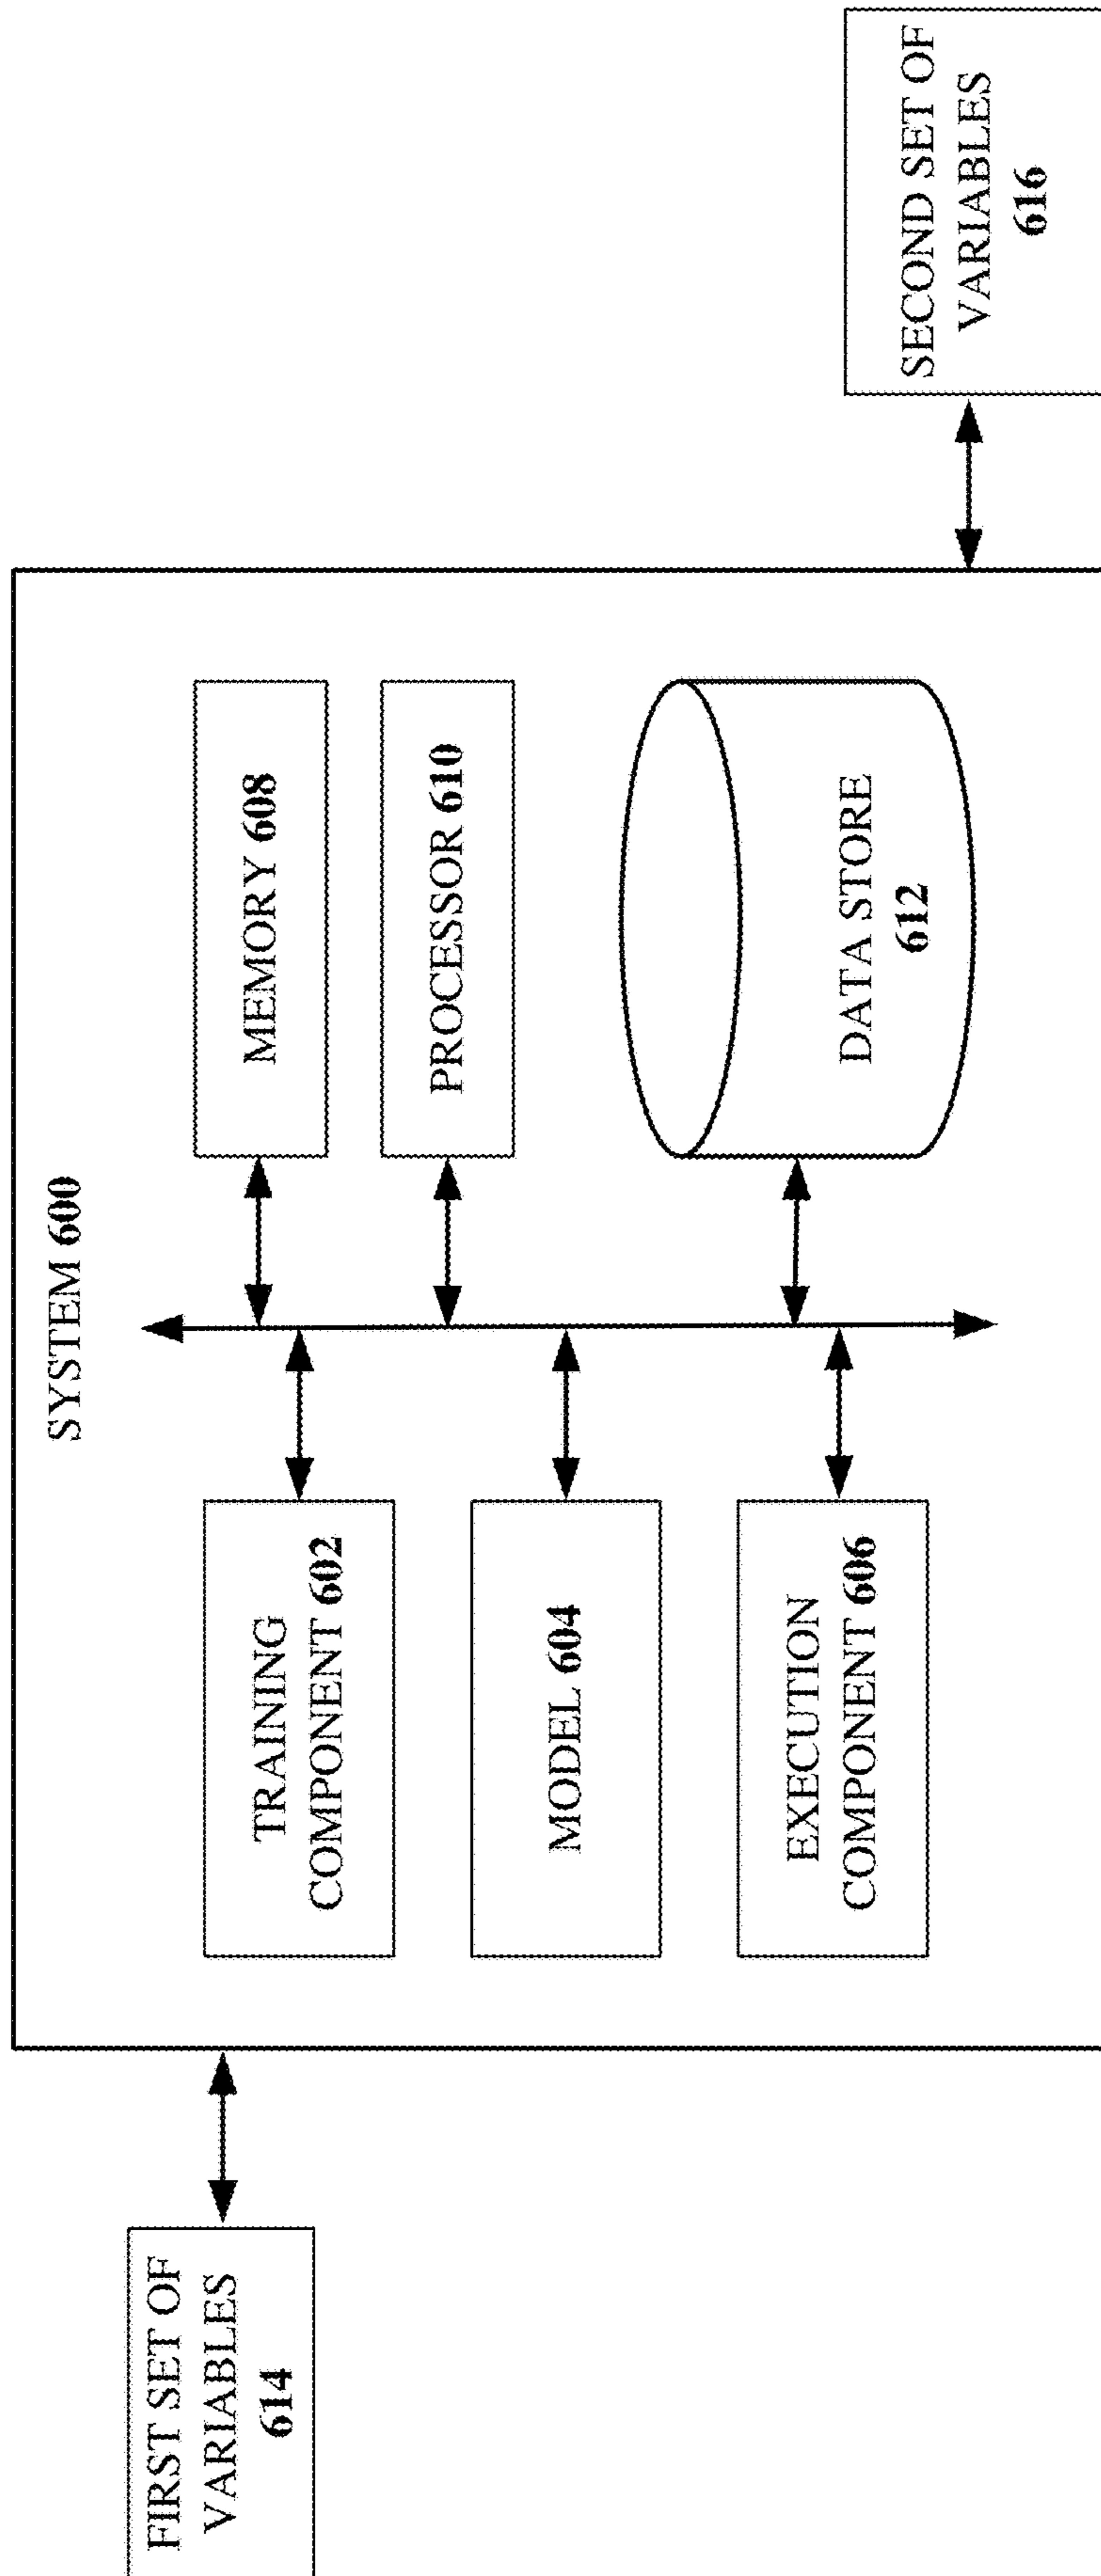 SYSTEM 600
FIRST SET OF
VARIABLES
614
TRAINING
COMPONENT 602
MODEL 604
EXECUTION
COMPONENT 606
MEMORY 608
PROCESSOR 610
DATA STORE
612
SECOND SET OF
VARIABLES
616